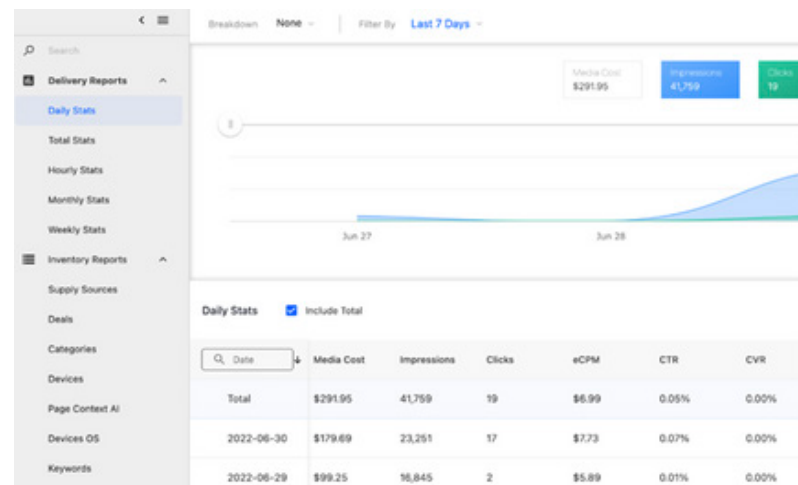 Breakdown None Filter By Last 7 Days
Search
Delivery Reports
Daily Stats
Total Stats
Hourly Stats
Monthly Stats
Weekly Stats
Inventory Reports
Supply Sources
Deals
Categories
Devices
Page Context AI
Devices OS
Keywords
Media Cost Impressions Clicks
$291.95 41,759 19
Jun 27 Jun 28
Daily Stats Include Total
Date Media Cost Impressions Clicks eCPM CTR CVR
Total $291.95 41,759 19 $6.99 0.05% 0.00%
2022-06-30 $179.69 23,251 17 $7.73 0.07% 0.00%
2022-06-29 $99.25 16,845 2 $5.89 0.01% 0.00%